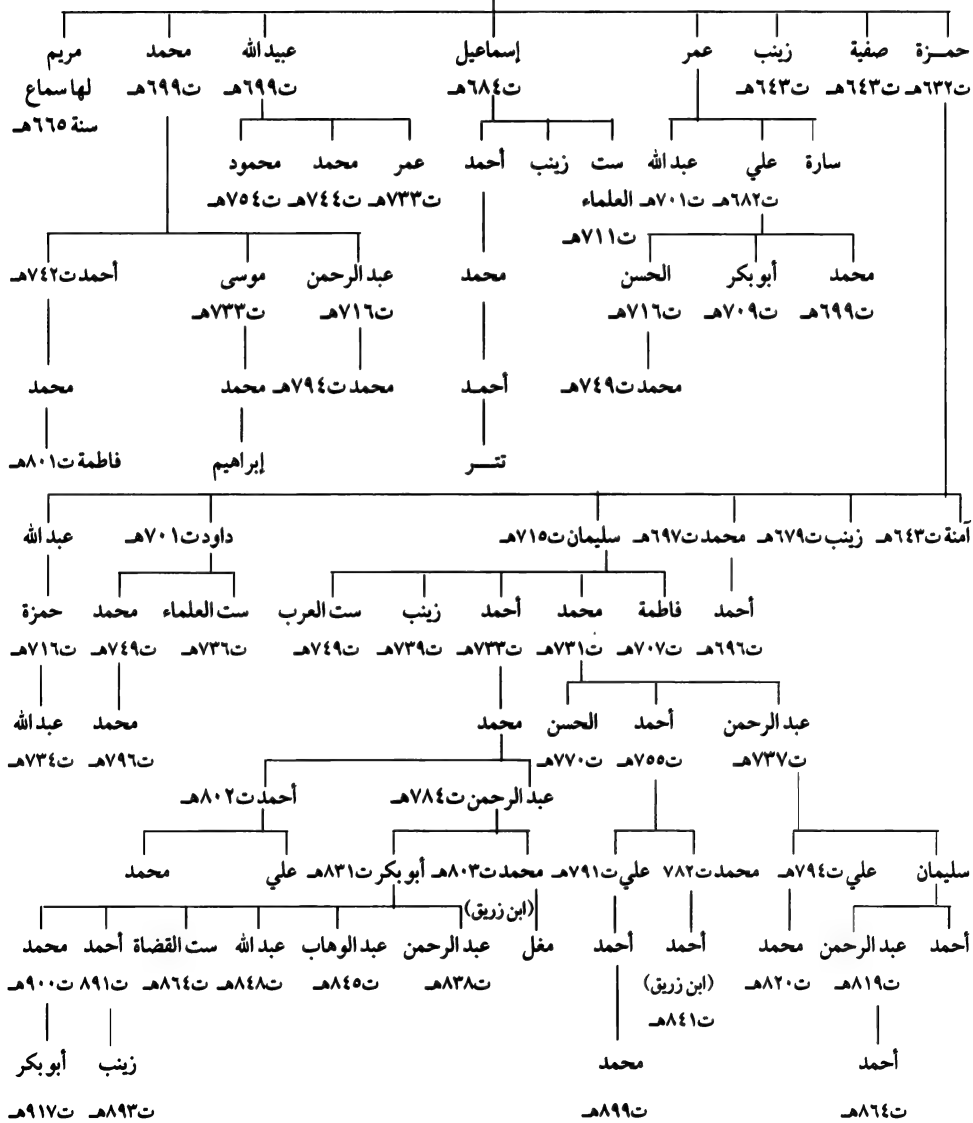 حمـزة صفية زينب عمر إسماعيل عبيد الله محمد مريم
ت٦٣٢هـ ت٦٤٣هـ ت٦٤٣هـ ت٦٨٤هـ ت٦٩٩هـ ت٦٩٩هـ لها سماع
سنة ٦٦٥هـ
سارة علي عبد الله ست زينب أحمد عمر محمد محمود
ت٦٨٢هـ ت٧٠١هـ العلماء ت٧٣٣هـ ت٧٤٤هـ ت٧٥٤هـ
ت٧١١هـ
محمد أبو بكر الحسن محمد عبد الرحمن موسى أحمد ت٧٤٢هـ
ت٦٩٩هـ ت٧٠٩هـ ت٧١٦هـ ت٧١٦هـ ت٧٣٣هـ
محمد ت٧٤٩هـ أحمـد محمد ت٧٩٤هـ محمد محمد
تتـــر إبراهيم فاطمة ت٨٠١هـ
آمنة ت٦٤٣هـ زينب ت٦٧٩هـ محمد ت٦٩٧هـ سليمان ت٧١٥هـ داود ت٧٠١هـ عبد الله
أحمد فاطمة محمد أحمد زينب ست العرب ست العلماء محمد حمزة
ت٦٩٦هـ ت٧٠٧هـ ت٧٣١هـ ت٧٣٣هـ ت٧٣٩هـ ت٧٤٩هـ ت٧٣٦هـ ت٧٤٩هـ ت٧١٦هـ
عبد الرحمن أحمد الحسن محمد محمد عبد الله
ت٧٣٧هـ ت٧٥٥هـ ت٧٧٠هـ ت٧٩٦هـ ت٧٣٤هـ
عبد الرحمن ت٧٨٤هـ أحمد ت٨٠٢هـ
سليمان علي ت٧٩٤هـ محمد ت٧٨٢ علي ت٧٩١هـ محمد ت٨٠٣هـ أبو بكر ت٨٣١هـ علي محمد
(ابن زريق)
أحمد عبد الرحمن محمد أحمد أحمد مغل عبد الرحمن عبد الوهاب عبد الله ست القضاة أحمد محمد
ت٨١٩هـ ت٨٢٠هـ (ابن زريق) ت٨٣٨هـ ت٨٤٥هـ ت٨٤٨هـ ت٨٦٤هـ ت٨٩١ ت٩٠٠هـ
ت٨٤١هـ
أحمد محمد زينب أبو بكر
ت٨٦٤هـ ت٨٩٩هـ ت٨٩٣هـ ت٩١٧هـ